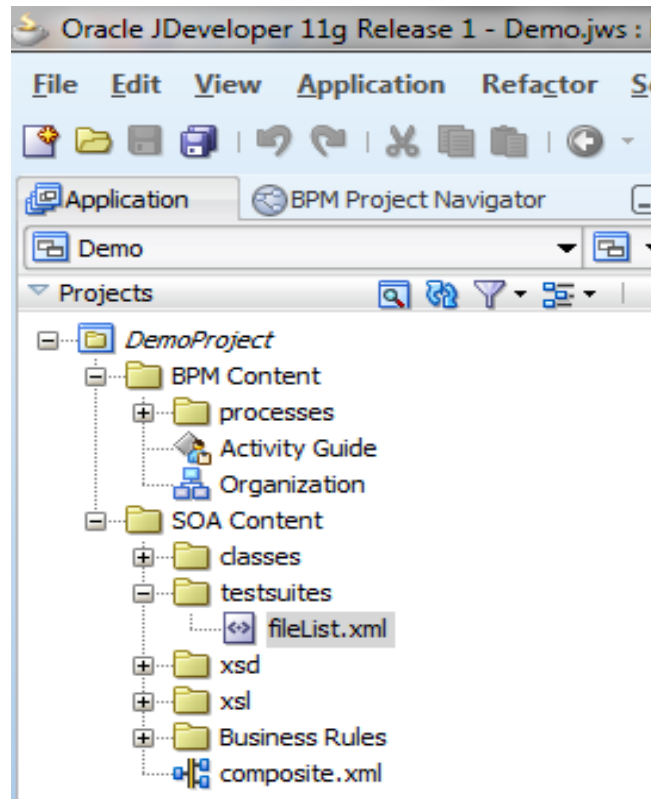 Oracle JDeveloper 11g Release 1 - Demo.jws :
File Edit View Application Refactor
Application BPM Project Navigator
Demo
Projects
DemoProject
BPM Content
processes
Activity Guide
Organization
SOA Content
classes
testsuites
fileList.xml
xsd
xsl
Business Rules
composite.xml